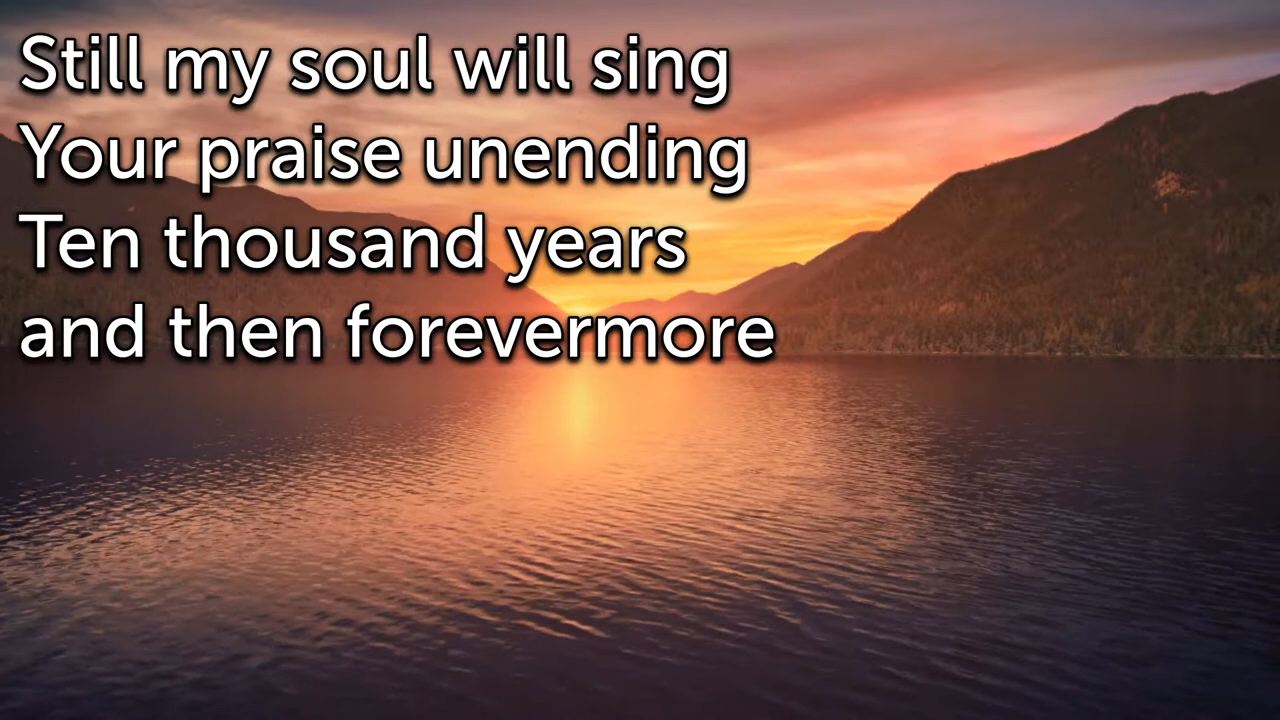 Still my soul will sing
Your praise unending
Ten thousand years
and then forevermore